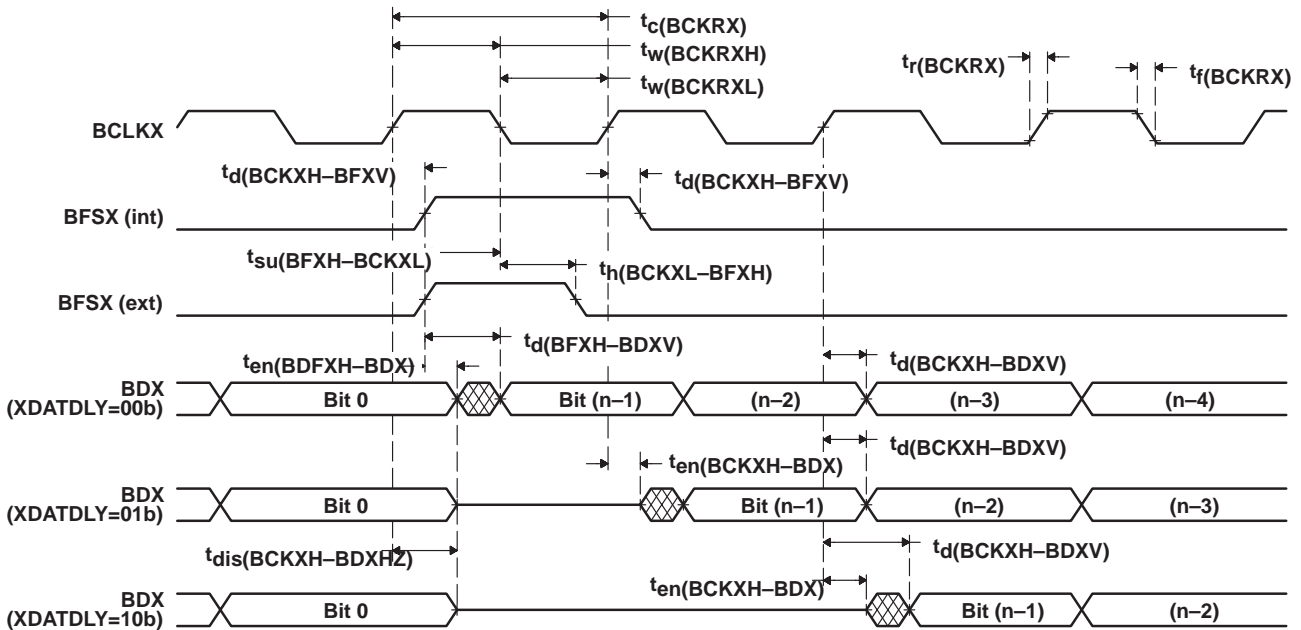 tc(BCKRX)
tw(BCKRXH)
tr(BCKRX)
tf(BCKRX)
tw(BCKRXL)
BCLKX
td(BCKXH–BFXV)
td(BCKXH–BFXV)
BFSX (int)
tsu(BFXH–BCKXL)
th(BCKXL–BFXH)
BFSX (ext)
td(BFXH–BDXV)
ten(BDFXH–BDX)
td(BCKXH–BDXV)
BDX
(XDATDLY=00b)
Bit 0
Bit (n–1)
(n–2)
(n–3)
(n–4)
td(BCKXH–BDXV)
ten(BCKXH–BDX)
BDX
(XDATDLY=01b)
Bit 0
Bit (n–1)
(n–2)
(n–3)
tdis(BCKXH–BDXHZ)
td(BCKXH–BDXV)
ten(BCKXH–BDX)
BDX
(XDATDLY=10b)
Bit 0
Bit (n–1)
(n–2)